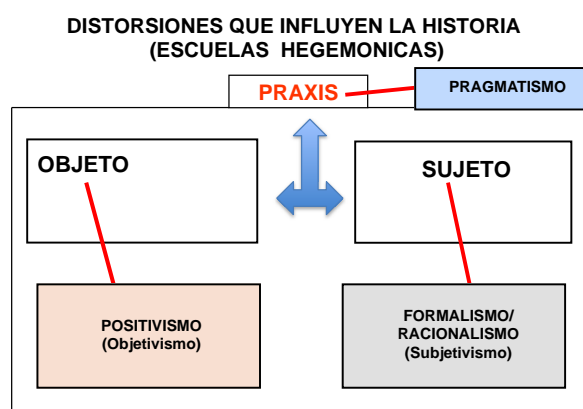 DISTORSIONES QUE INFLUYEN LA HISTORIA
(ESCUELAS HEGEMONICAS)
PRAXIS
PRAGMATISMO
OBJETO
SUJETO
POSITIVISMO
(Objetivismo)
FORMALISMO/
RACIONALISMO
(Subjetivismo)